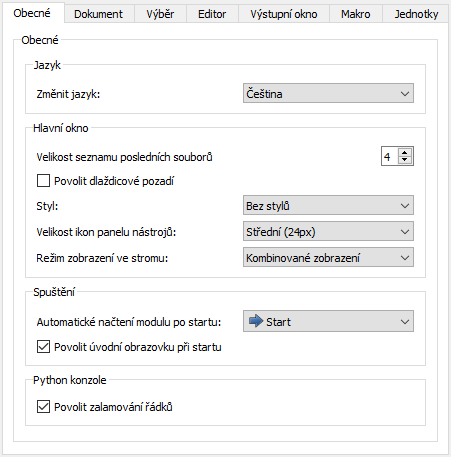 Obecné Dokument Výběr Editor Výstupní okno Makro Jednotky
Obecné
Jazyk
Změnit jazyk: Čeština
Hlavní okno
Velikost seznamu posledních souborů 4
Povolit dlaždicové pozadí
Styl: Bez stylů
Velikost ikon panelu nástrojů: Střední (24px)
Režim zobrazení ve stromu: Kombinované zobrazení
Spuštění
Automatické načtení modulu po startu: Start
Povolit úvodní obrazovku při startu
Python konzole
Povolit zalamování řádků